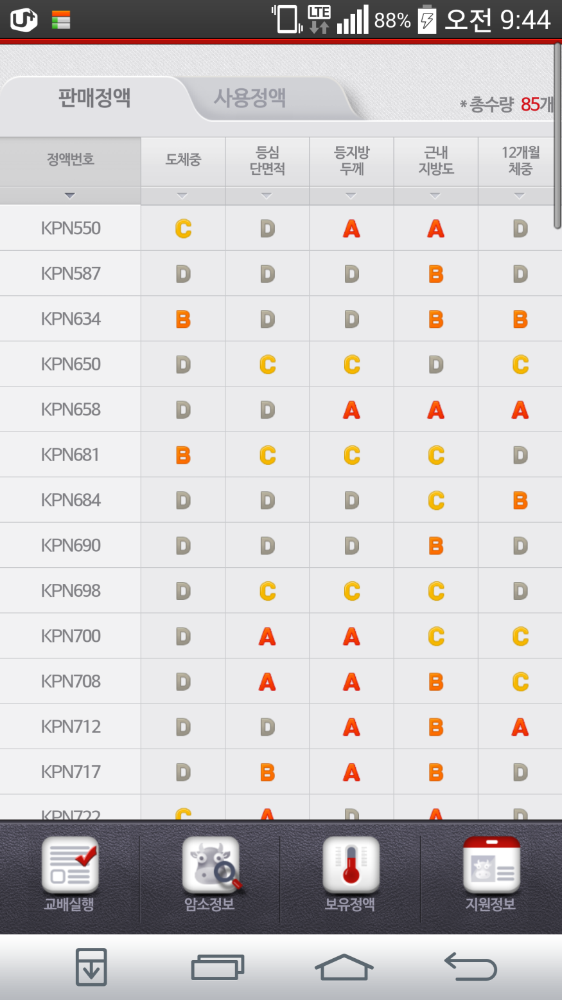 U+ LTE 88% 오전 9:44
판매정액 사용정액 * 총수량 85개
정액번호 도체중 등심 단면적 등지방 두께 근내 지방도 12개월 체중
KPN550 C D A A D
KPN587 D D D B D
KPN634 B D D B B
KPN650 D C C D C
KPN658 D D A A A
KPN681 B C C C D
KPN684 D D D C B
KPN690 D D D B D
KPN698 D C C C D
KPN700 D A A C C
KPN708 D A A B C
KPN712 D D A B A
KPN717 D B A B D
KPN722 C A D A D
교배실행 암소정보 보유정액 지원정보